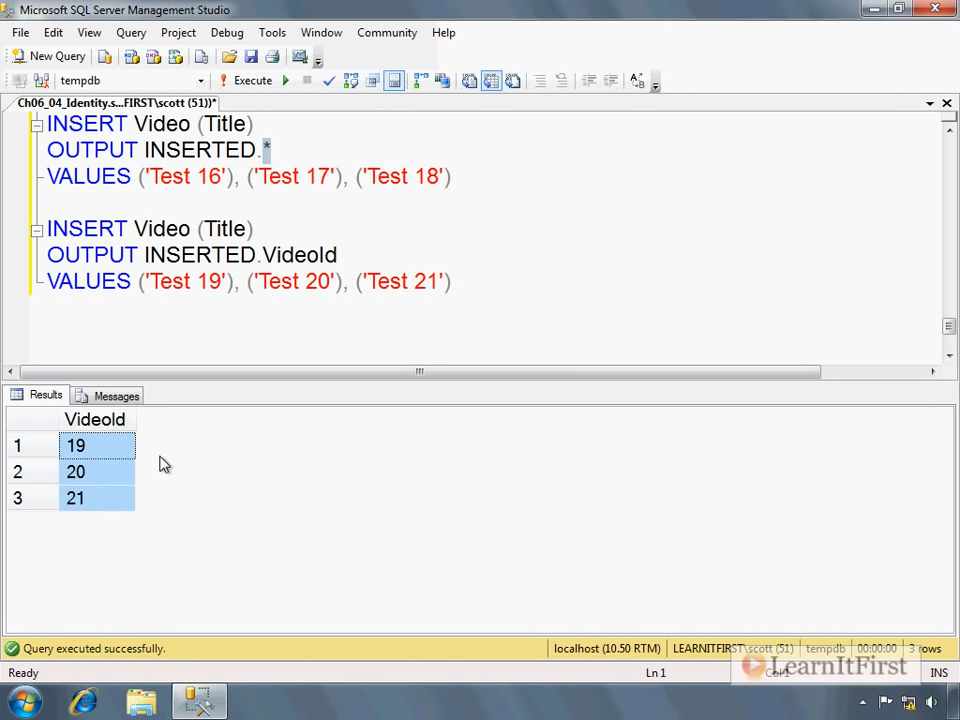 Microsoft SQL Server Management Studio
File Edit View Query Project Debug Tools Window Community Help
New Query
tempdb Execute
Ch06_04_Identity.s...FIRST\scott (51))*
INSERT Video (Title)
OUTPUT INSERTED.*
VALUES ('Test 16'), ('Test 17'), ('Test 18')
INSERT Video (Title)
OUTPUT INSERTED.VideoId
VALUES ('Test 19'), ('Test 20'), ('Test 21')
Results Messages
VideoId
1 19
2 20
3 21
Query executed successfully. localhost (10.50 RTM) LEARNITFIRST\scott (51) tempdb 00:00:00 3 rows
Ready Ln 1 Col 1 INS
LearnItFirst